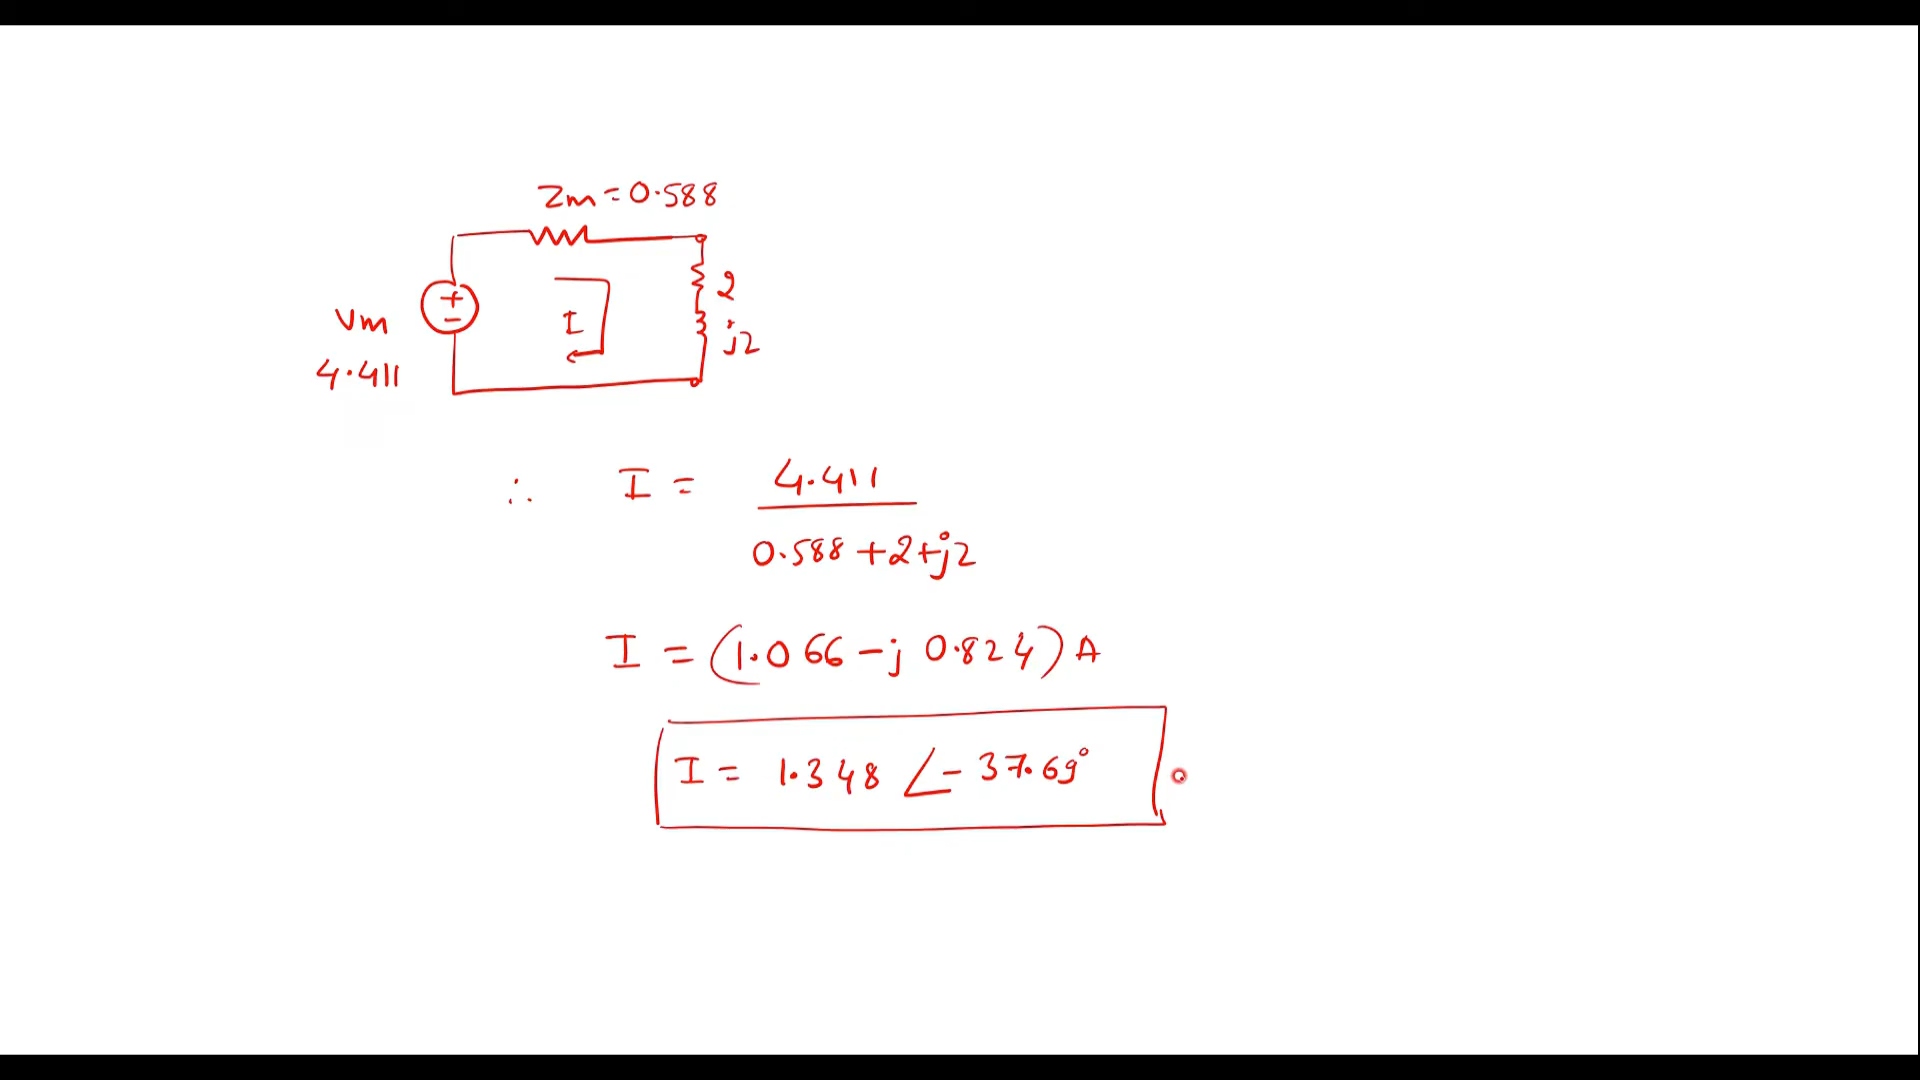 Zm = 0.588
2
Vm
I
j2
4.411
∴ I = 4.411
0.588 + 2 + j2
I = (1.066 - j 0.824) A
I = 1.348 ∠- 37.69°